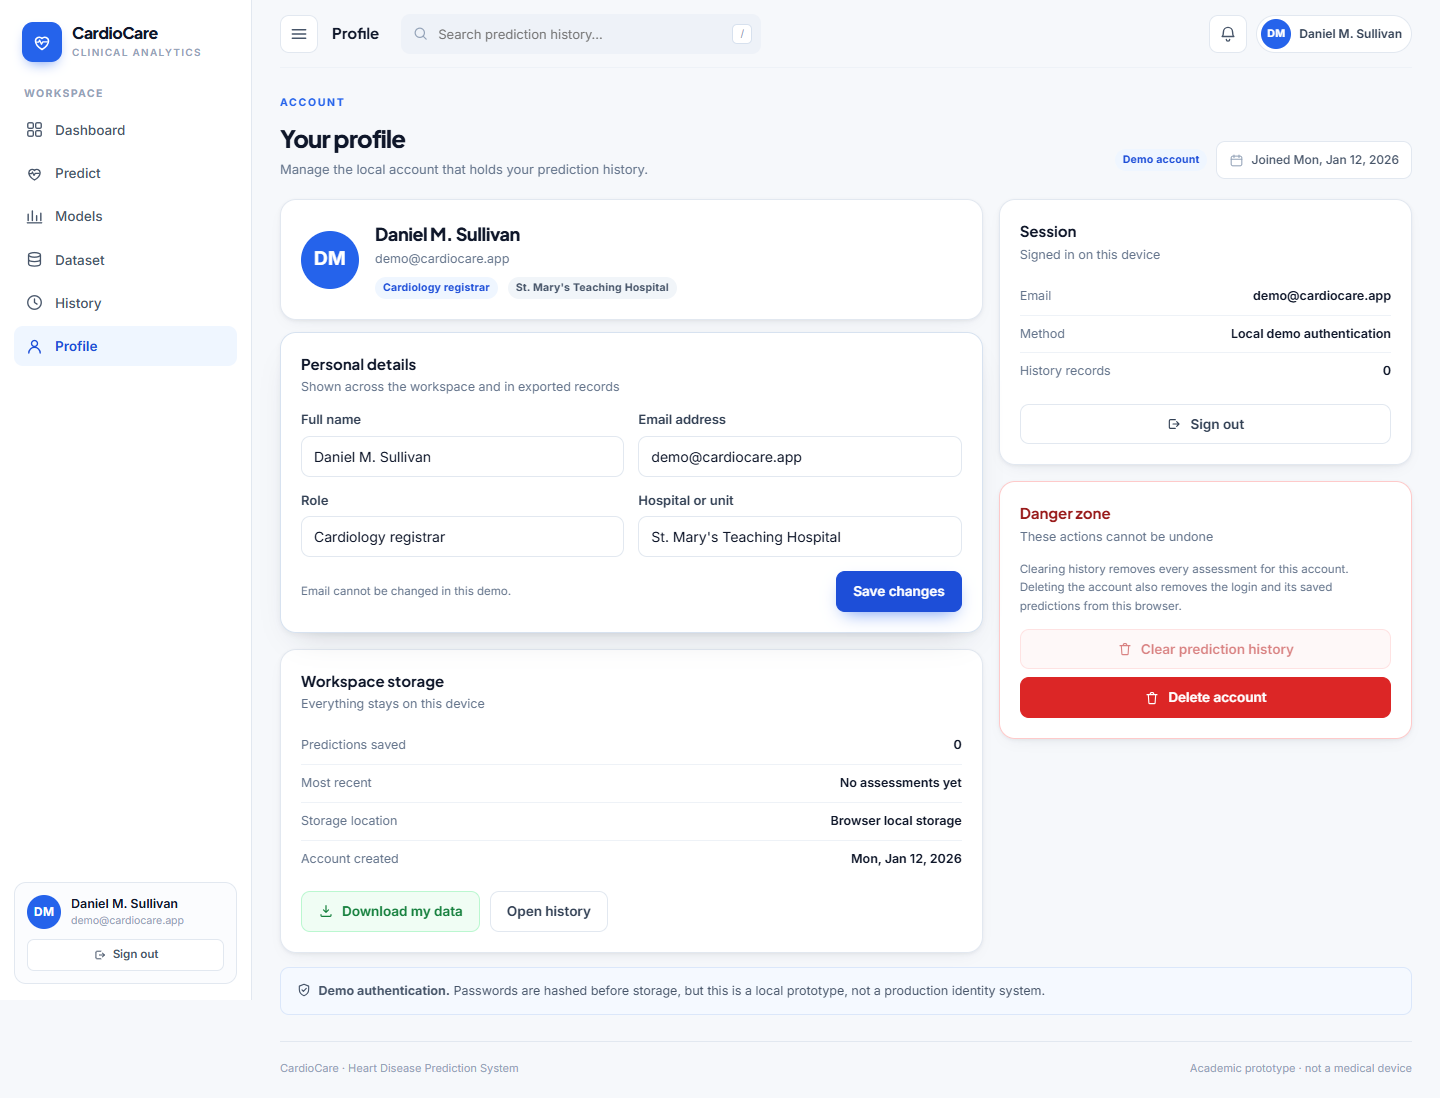 CardioCare
CLINICAL ANALYTICS
WORKSPACE
Dashboard
Predict
Models
Dataset
History
Profile
DM
Daniel M. Sullivan
demo@cardiocare.app
Sign out
Profile
Search prediction history...
/
DM
Daniel M. Sullivan
ACCOUNT
Your profile
Manage the local account that holds your prediction history.
Demo account
Joined Mon, Jan 12, 2026
DM
Daniel M. Sullivan
demo@cardiocare.app
Cardiology registrar
St. Mary's Teaching Hospital
Personal details
Shown across the workspace and in exported records
Full name
Email address
Daniel M. Sullivan
demo@cardiocare.app
Role
Hospital or unit
Cardiology registrar
St. Mary's Teaching Hospital
Email cannot be changed in this demo.
Save changes
Workspace storage
Everything stays on this device
Predictions saved
0
Most recent
No assessments yet
Storage location
Browser local storage
Account created
Mon, Jan 12, 2026
Download my data
Open history
Session
Signed in on this device
Email
demo@cardiocare.app
Method
Local demo authentication
History records
0
Sign out
Danger zone
These actions cannot be undone
Clearing history removes every assessment for this account.
Deleting the account also removes the login and its saved
predictions from this browser.
Clear prediction history
Delete account
Demo authentication. Passwords are hashed before storage, but this is a local prototype, not a production identity system.
CardioCare · Heart Disease Prediction System
Academic prototype · not a medical device